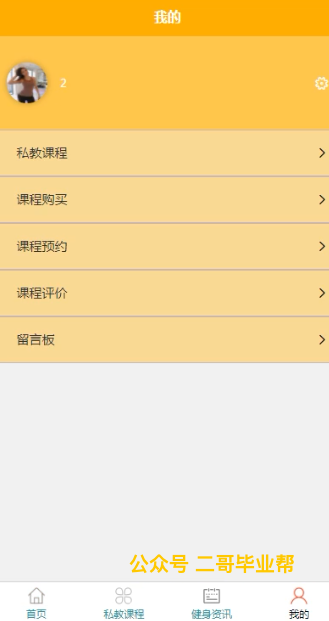 我的
2
私教课程
课程购买
课程预约
课程评价
留言板
公众号 二哥毕业帮
首页
私教课程
健身资讯
我的